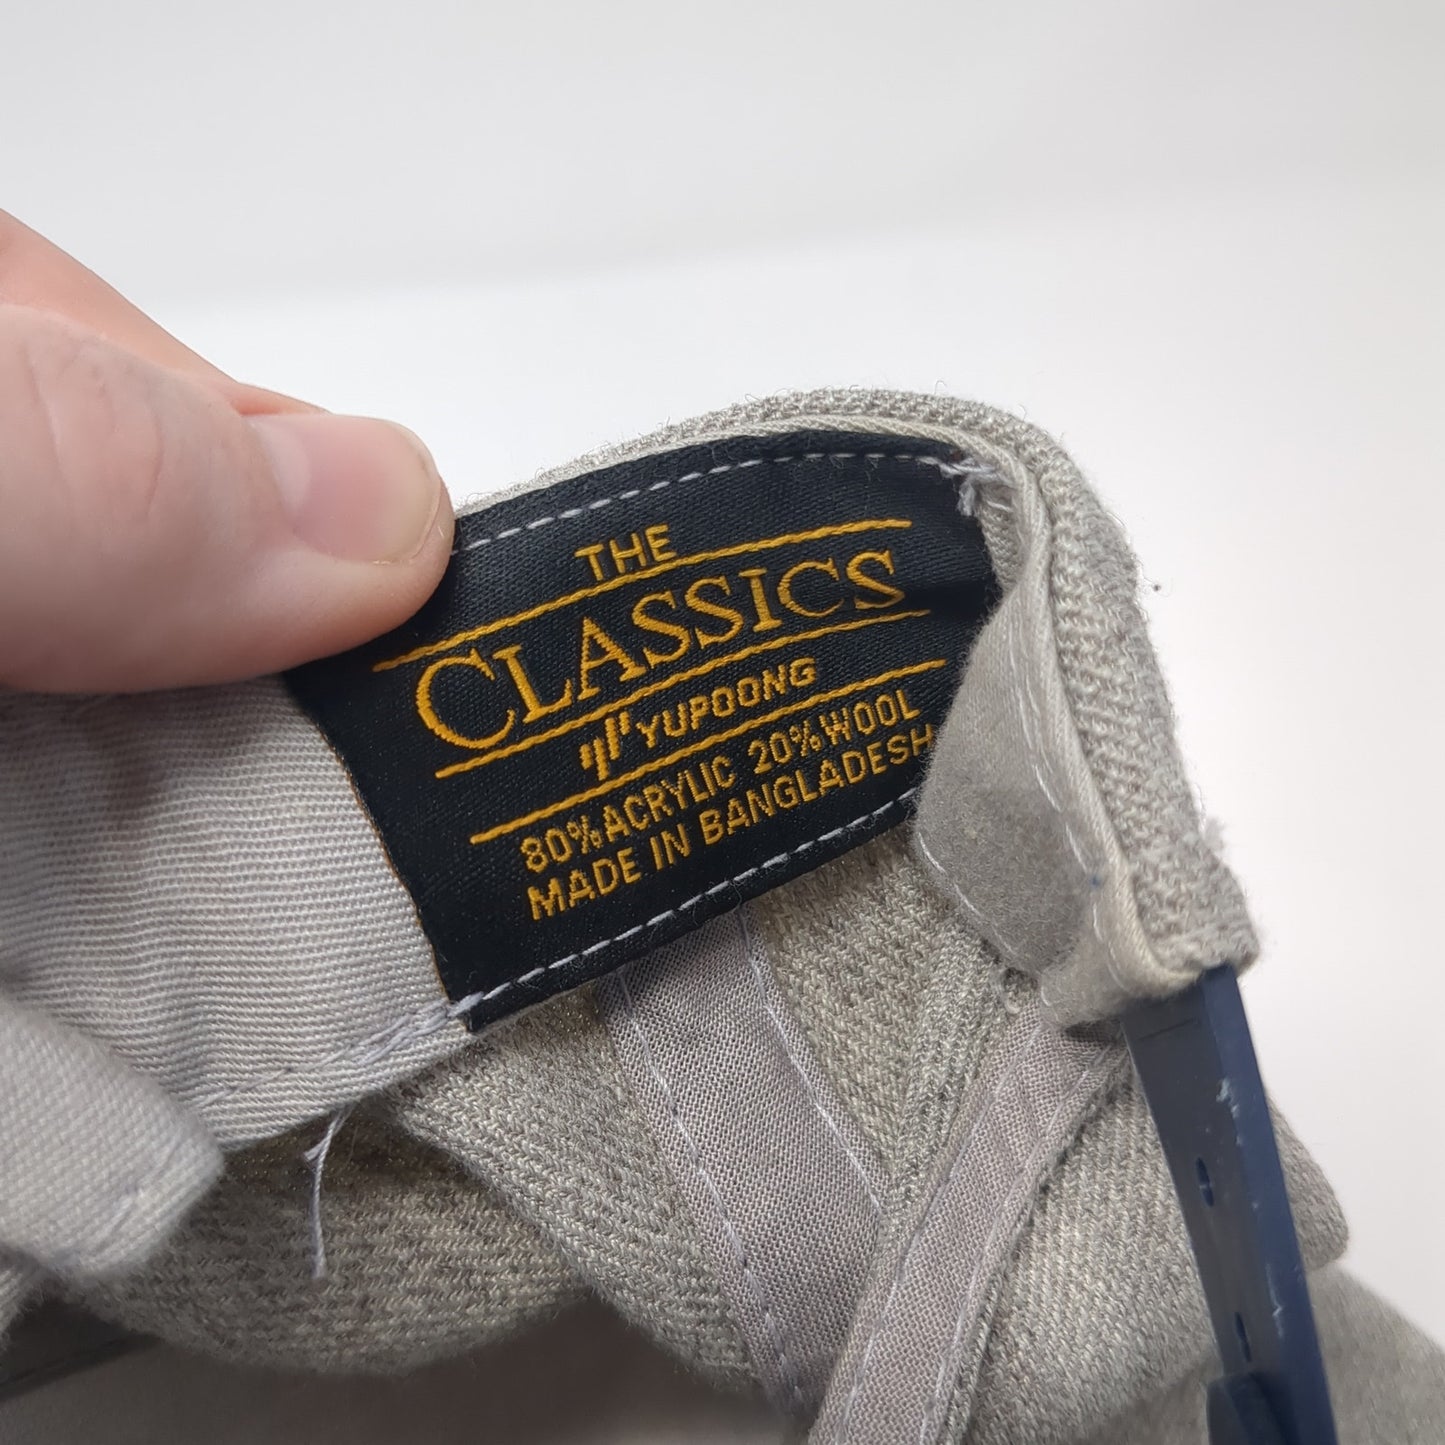 THE
CLASSICS
YUPOONG
80% ACRYLIC 20% WOOL
MADE IN BANGLADESH